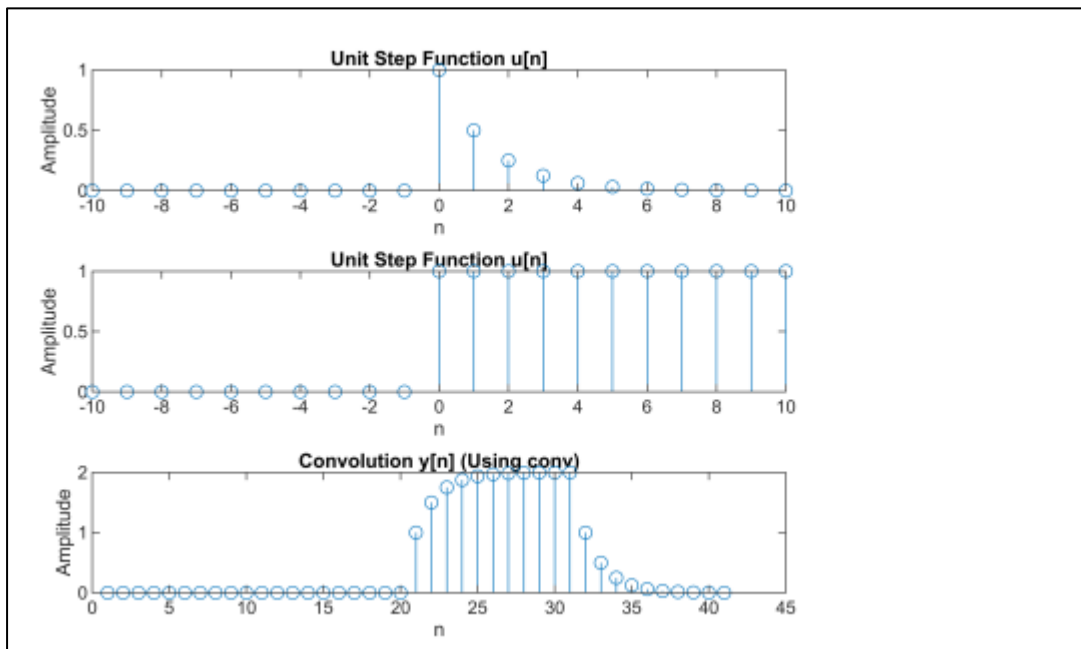 Unit Step Function u[n]
1
0.5
0
Amplitude
-10 -8 -6 -4 -2 0 2 4 6 8 10
n
Unit Step Function u[n]
1
0.5
0
Amplitude
-10 -8 -6 -4 -2 0 2 4 6 8 10
n
Convolution y[n] (Using conv)
2
1
0
Amplitude
0 5 10 15 20 25 30 35 40 45
n